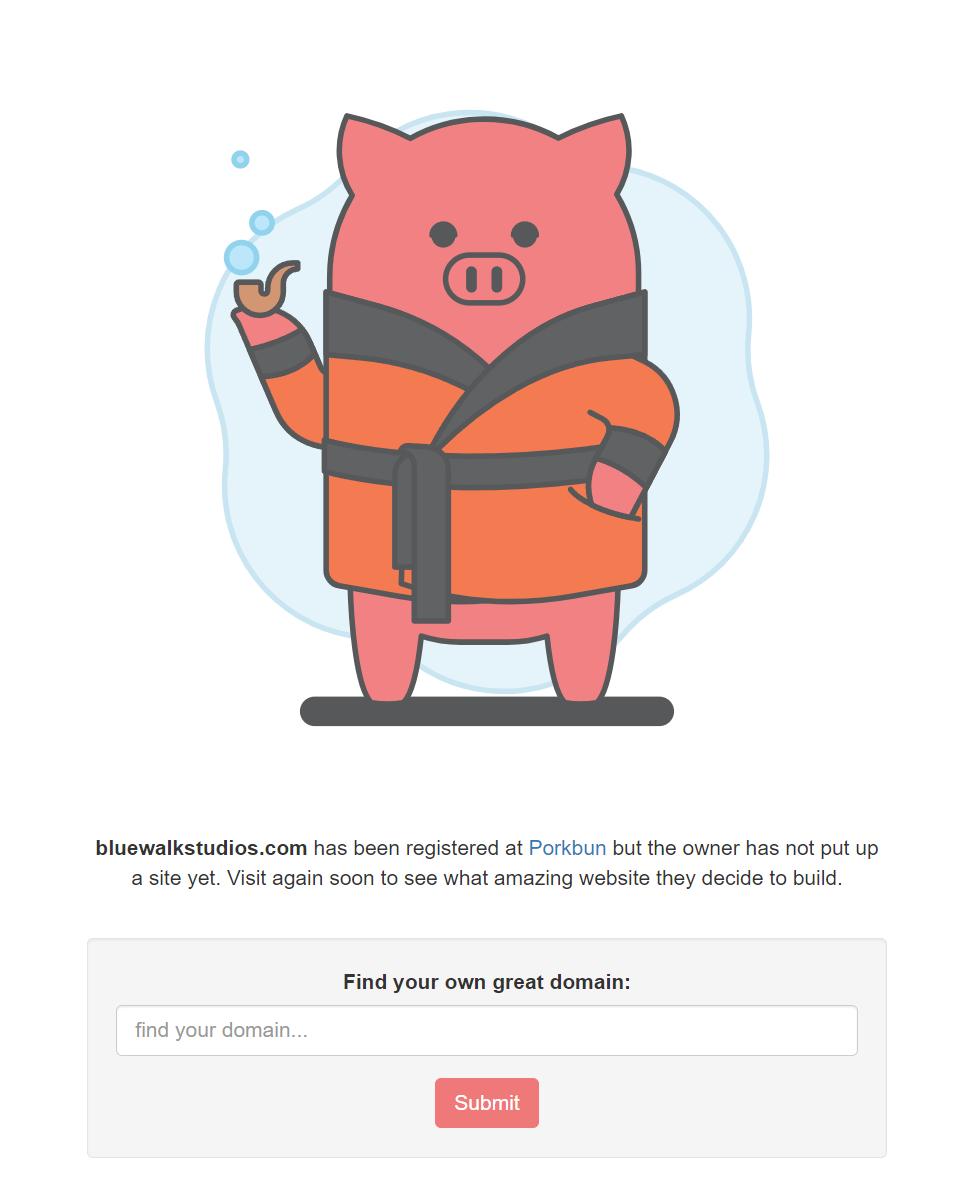 bluewalkstudios.com has been registered at Porkbun but the owner has not put up
a site yet. Visit again soon to see what amazing website they decide to build.
Find your own great domain:
find your domain...
Submit